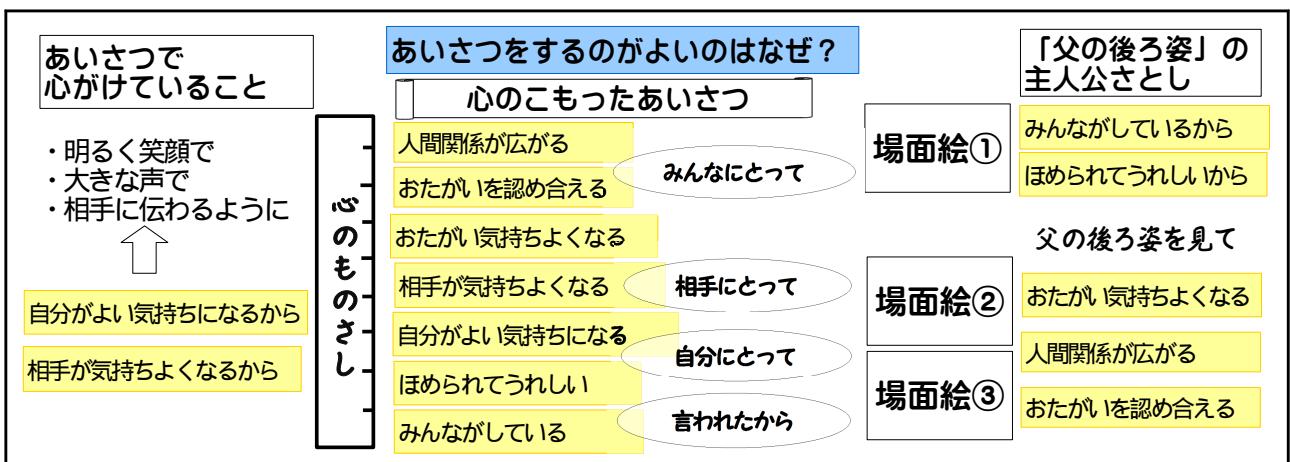 あいさつで
心がけていること
・明るく笑顔で
・大きな声で
・相手に伝わるように
自分がよい気持ちになるから
相手が気持ちよくなるから
心のものさし
あいさつをするのがよいのはなぜ？
心のこもったあいさつ
人間関係が広がる
おたがいを認め合える
おたがい気持ちよくなる
相手が気持ちよくなる
自分がよい気持ちになる
ほめられてうれしい
みんながしている
みんなにとって
相手にとって
自分にとって
言われたから
場面絵①
場面絵②
場面絵③
「父の後ろ姿」の
主人公さとし
みんながしているから
ほめられてうれしいから
父の後ろ姿を見て
おたがい気持ちよくなる
人間関係が広がる
おたがいを認め合える